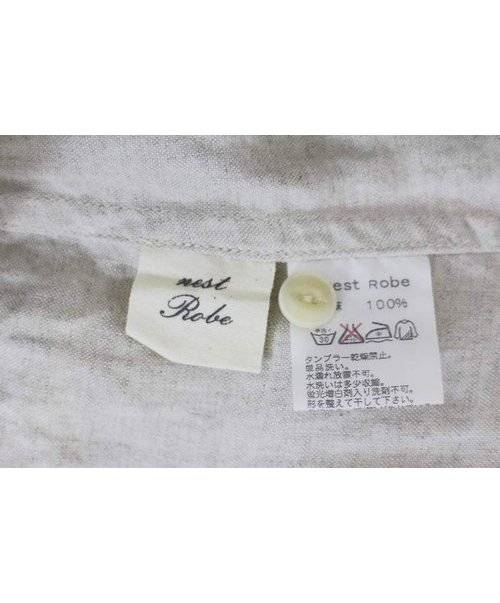 nest
Robe
est Robe
100%
30
タンブラー乾燥禁止。
単品洗い。
水濡れ放置不可。
水洗いは多少収縮。
蛍光増白剤入り洗剤不可。
形を整えて干して下さい。